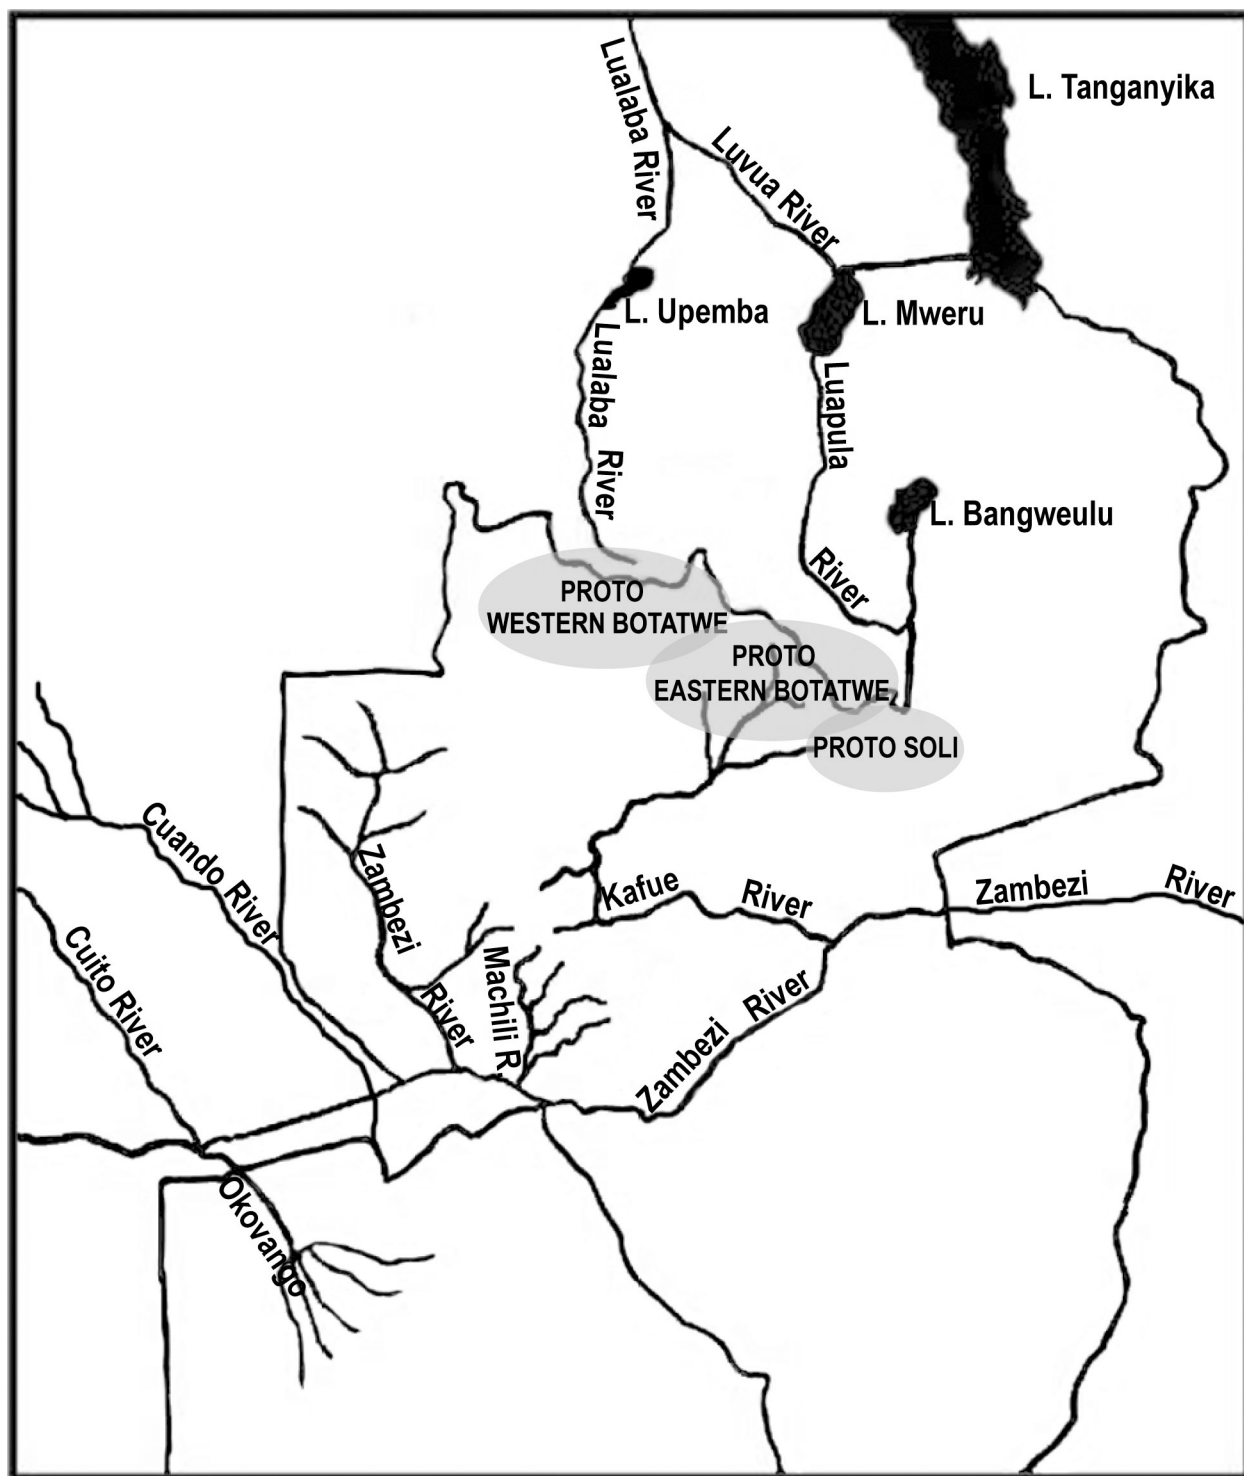 L. Tanganyika
Lualaba River
Luvua River
L. Upemba
L. Mweru
Lualaba River
Luapula
River
L. Bangweulu
PROTO
WESTERN BOTATWE
PROTO
EASTERN BOTATWE
PROTO SOLI
Cuando River
Zambezi
River
Kafue
River
Zambezi
River
Cuito River
Machili R.
Zambezi River
Okovango